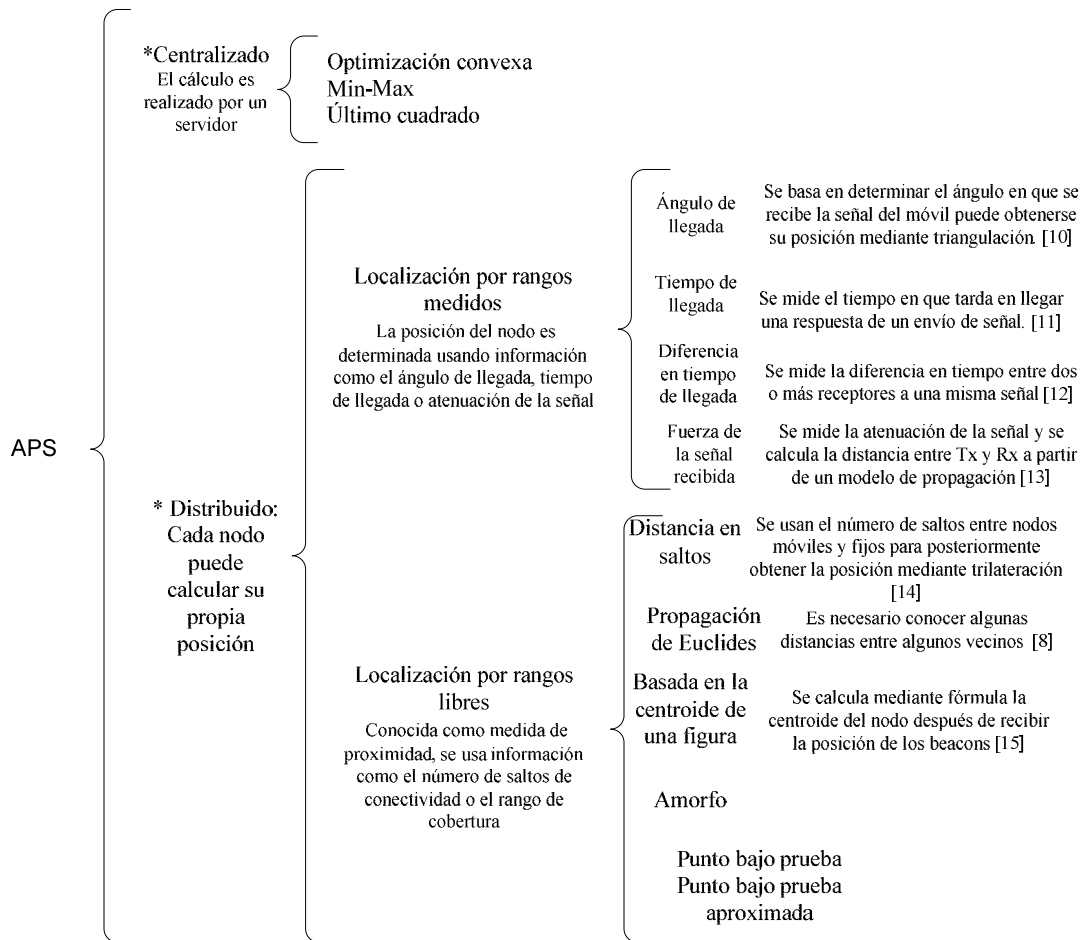 APS
*Centralizado
El cálculo es
realizado por un
servidor
Optimización convexa
Min-Max
Último cuadrado
* Distribuido:
Cada nodo
puede
calcular su
propia
posición
Localización por rangos
medidos
La posición del nodo es
determinada usando información
como el ángulo de llegada, tiempo
de llegada o atenuación de la señal
Ángulo de
llegada
Se basa en determinar el ángulo en que se
recibe la señal del móvil puede obtenerse
su posición mediante triangulación. [10]
Tiempo de
llegada
Se mide el tiempo en que tarda en llegar
una respuesta de un envío de señal. [11]
Diferencia
en tiempo
de llegada
Se mide la diferencia en tiempo entre dos
o más receptores a una misma señal [12]
Fuerza de
la señal
recibida
Se mide la atenuación de la señal y se
calcula la distancia entre Tx y Rx a partir
de un modelo de propagación [13]
Localización por rangos
libres
Conocida como medida de
proximidad, se usa información
como el número de saltos de
conectividad o el rango de
cobertura
Distancia en
saltos
Se usan el número de saltos entre nodos
móviles y fijos para posteriormente
obtener la posición mediante trilateración
[14]
Propagación
de Euclides
Es necesario conocer algunas
distancias entre algunos vecinos [8]
Basada en la
centroide de
una figura
Se calcula mediante fórmula la
centroide del nodo después de recibir
la posición de los beacons [15]
Amorfo
Punto bajo prueba
Punto bajo prueba
aproximada